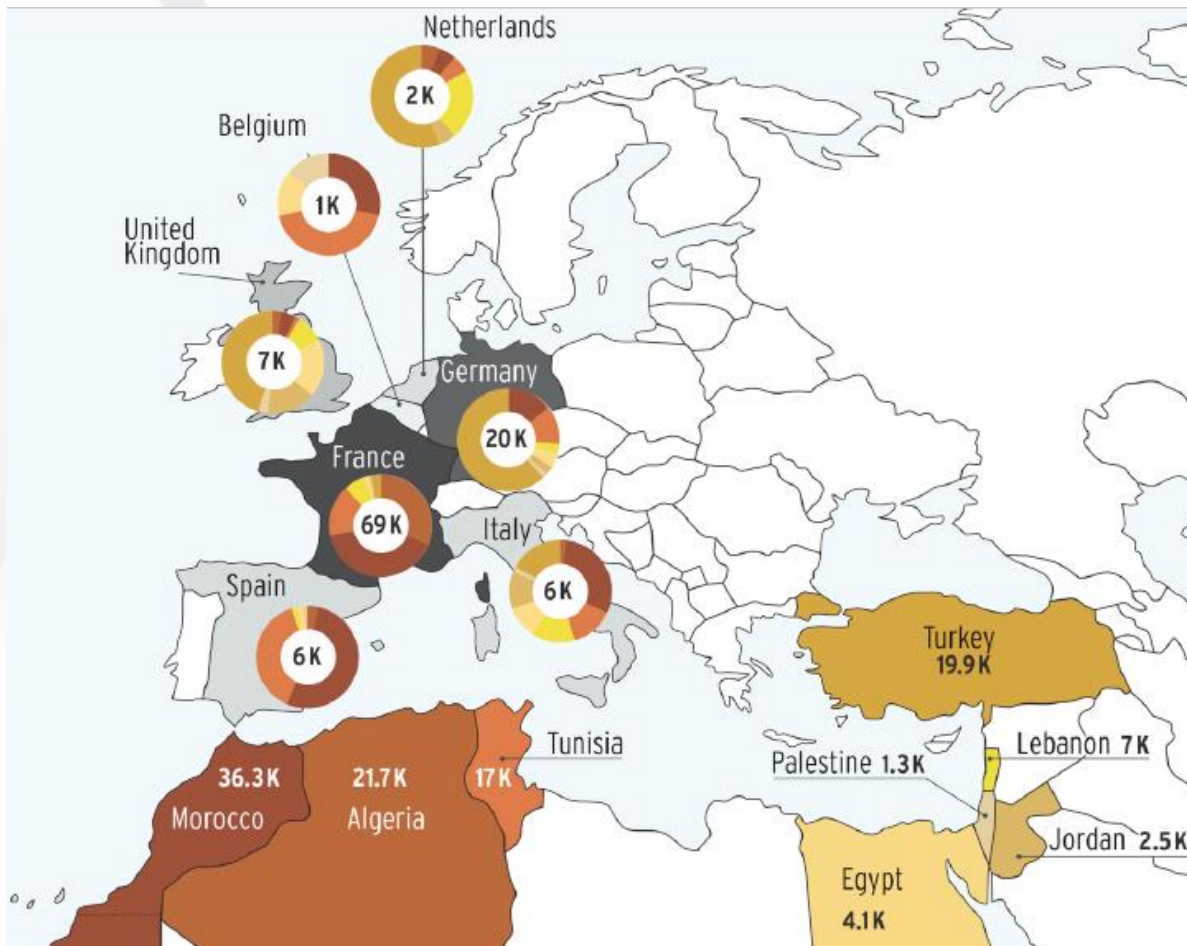 Netherlands
2K
Belgium
1K
United
Kingdom
7K
Germany
20K
France
69K
Italy
6K
Spain
6K
Turkey
19.9K
Tunisia
Lebanon 7K
Palestine 1.3K
36.3K
Morocco
21.7K
Algeria
17K
Jordan 2.5K
Egypt
4.1K